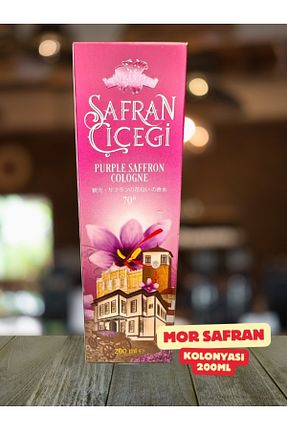 SAFRAN
ÇİÇEĞİ
PURPLE SAFFRON
COLOGNE
70°
200 ml e
MOR SAFRAN
KOLONYASI
200ML